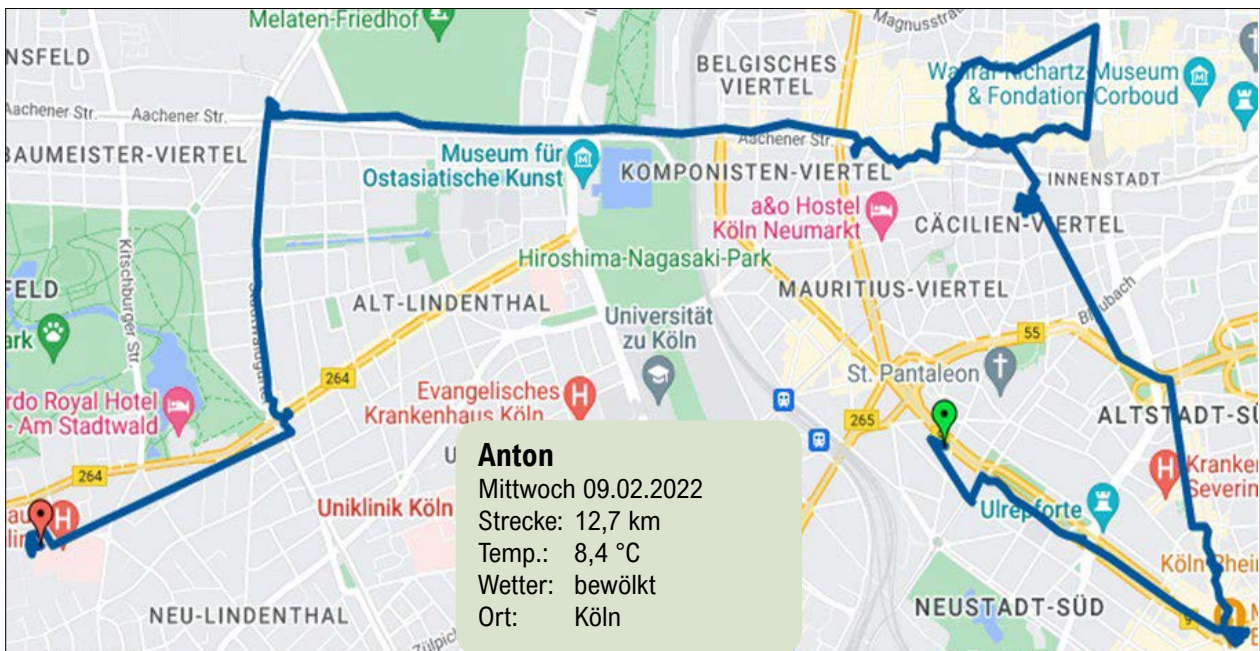 Melaten-Friedhof
Magnusstra
NSFELD
BELGISCHES
VIERTEL
Wallraf-Richartz-Museum
& Fondation Corboud
Aachener Str.
Aachener Str.
Aachener Str.
BAUMEISTER-VIERTEL
Museum für
Ostasiatische Kunst
KOMPONISTEN-VIERTEL
INNENSTADT
a&o Hostel
Köln Neumarkt
CÄCILIEN-VIERTEL
Kitschburger Str.
Hiroshima-Nagasaki-Park
FELD
ALT-LINDENTHAL
MAURITIUS-VIERTEL
Universität
zu Köln
ark
55
264
St. Pantaleon
Evangelisches
Krankenhaus Köln
rdo Royal Hotel
- Am Stadtwald
265
ALTSTADT-SÜ
264
Kranken
Severin
Uniklinik Köln
Ulrepforte
Köln-Rhein
NEU-LINDENTHAL
NEUSTADT-SÜD
9
Zülpich
Anton
Mittwoch 09.02.2022
Strecke: 12,7 km
Temp.: 8,4 °C
Wetter: bewölkt
Ort: Köln